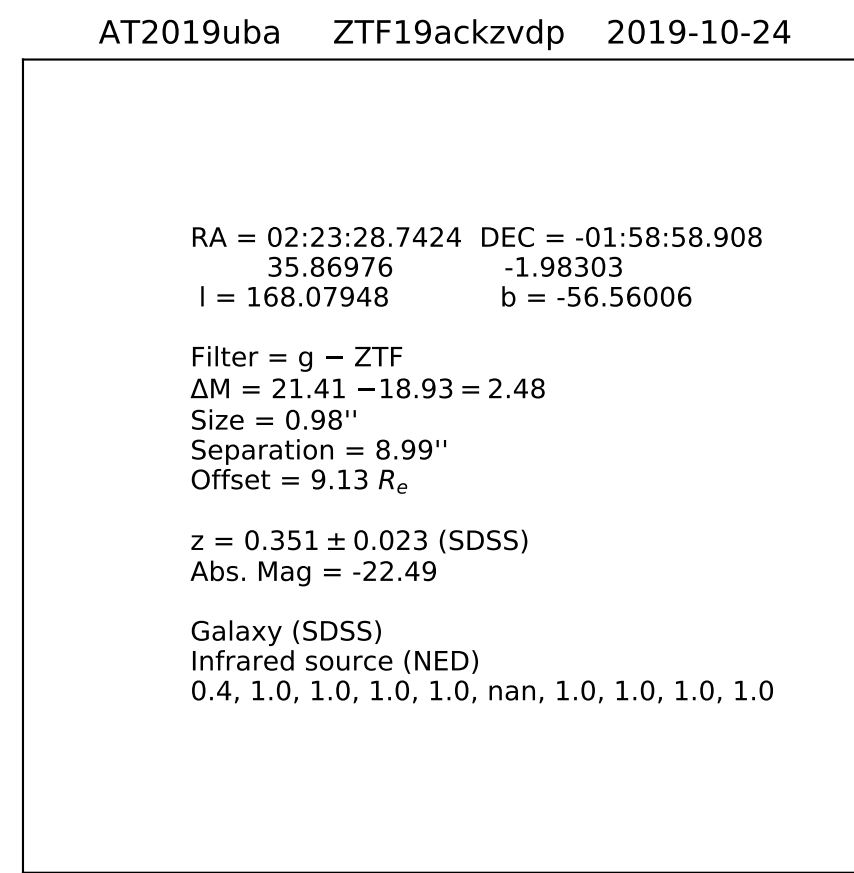 AT2019uba ZTF19ackzvdp 2019-10-24
RA = 02:23:28.7424 DEC = -01:58:58.908
35.86976 -1.98303
l = 168.07948 b = -56.56006
Filter = g − ZTF
ΔM = 21.41 −18.93 = 2.48
Size = 0.98''
Separation = 8.99''
Offset = 9.13 Rₑ
z = 0.351 ± 0.023 (SDSS)
Abs. Mag = -22.49
Galaxy (SDSS)
Infrared source (NED)
0.4, 1.0, 1.0, 1.0, 1.0, nan, 1.0, 1.0, 1.0, 1.0